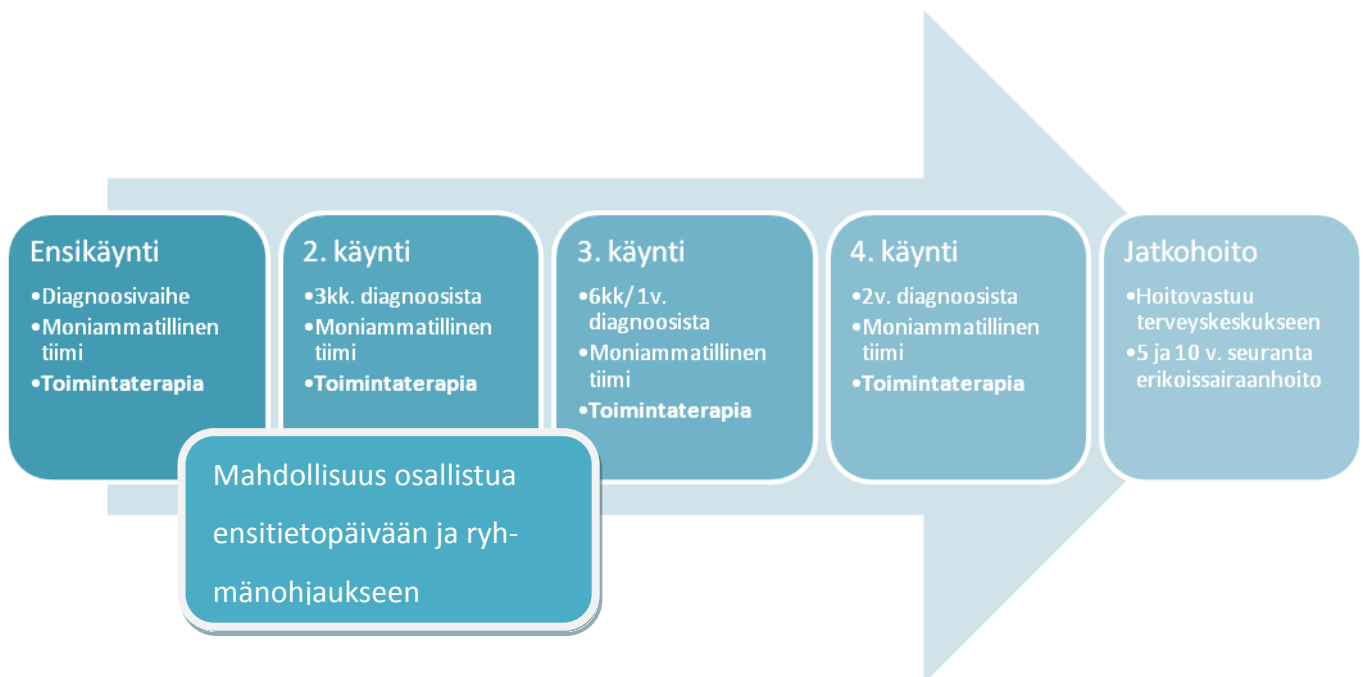 Ensikäynti
•Diagnoosivaihe
•Moniammatillinen
tiimi
•Toimintaterapia
2. käynti
•3kk. diagnoosista
•Moniammatillinen
tiimi
•Toimintaterapia
3. käynti
•6kk/ 1v.
diagnoosista
•Moniammatillinen
tiimi
•Toimintaterapia
4. käynti
•2v. diagnoosista
•Moniammatillinen
tiimi
•Toimintaterapia
Jatkohoito
•Hoitovastuu
terveyskeskukseen
•5 ja 10 v. seuranta
erikoissairaanhoito
Mahdollisuus osallistua
ensitietopäivään ja ryh-
mänohjaukseen